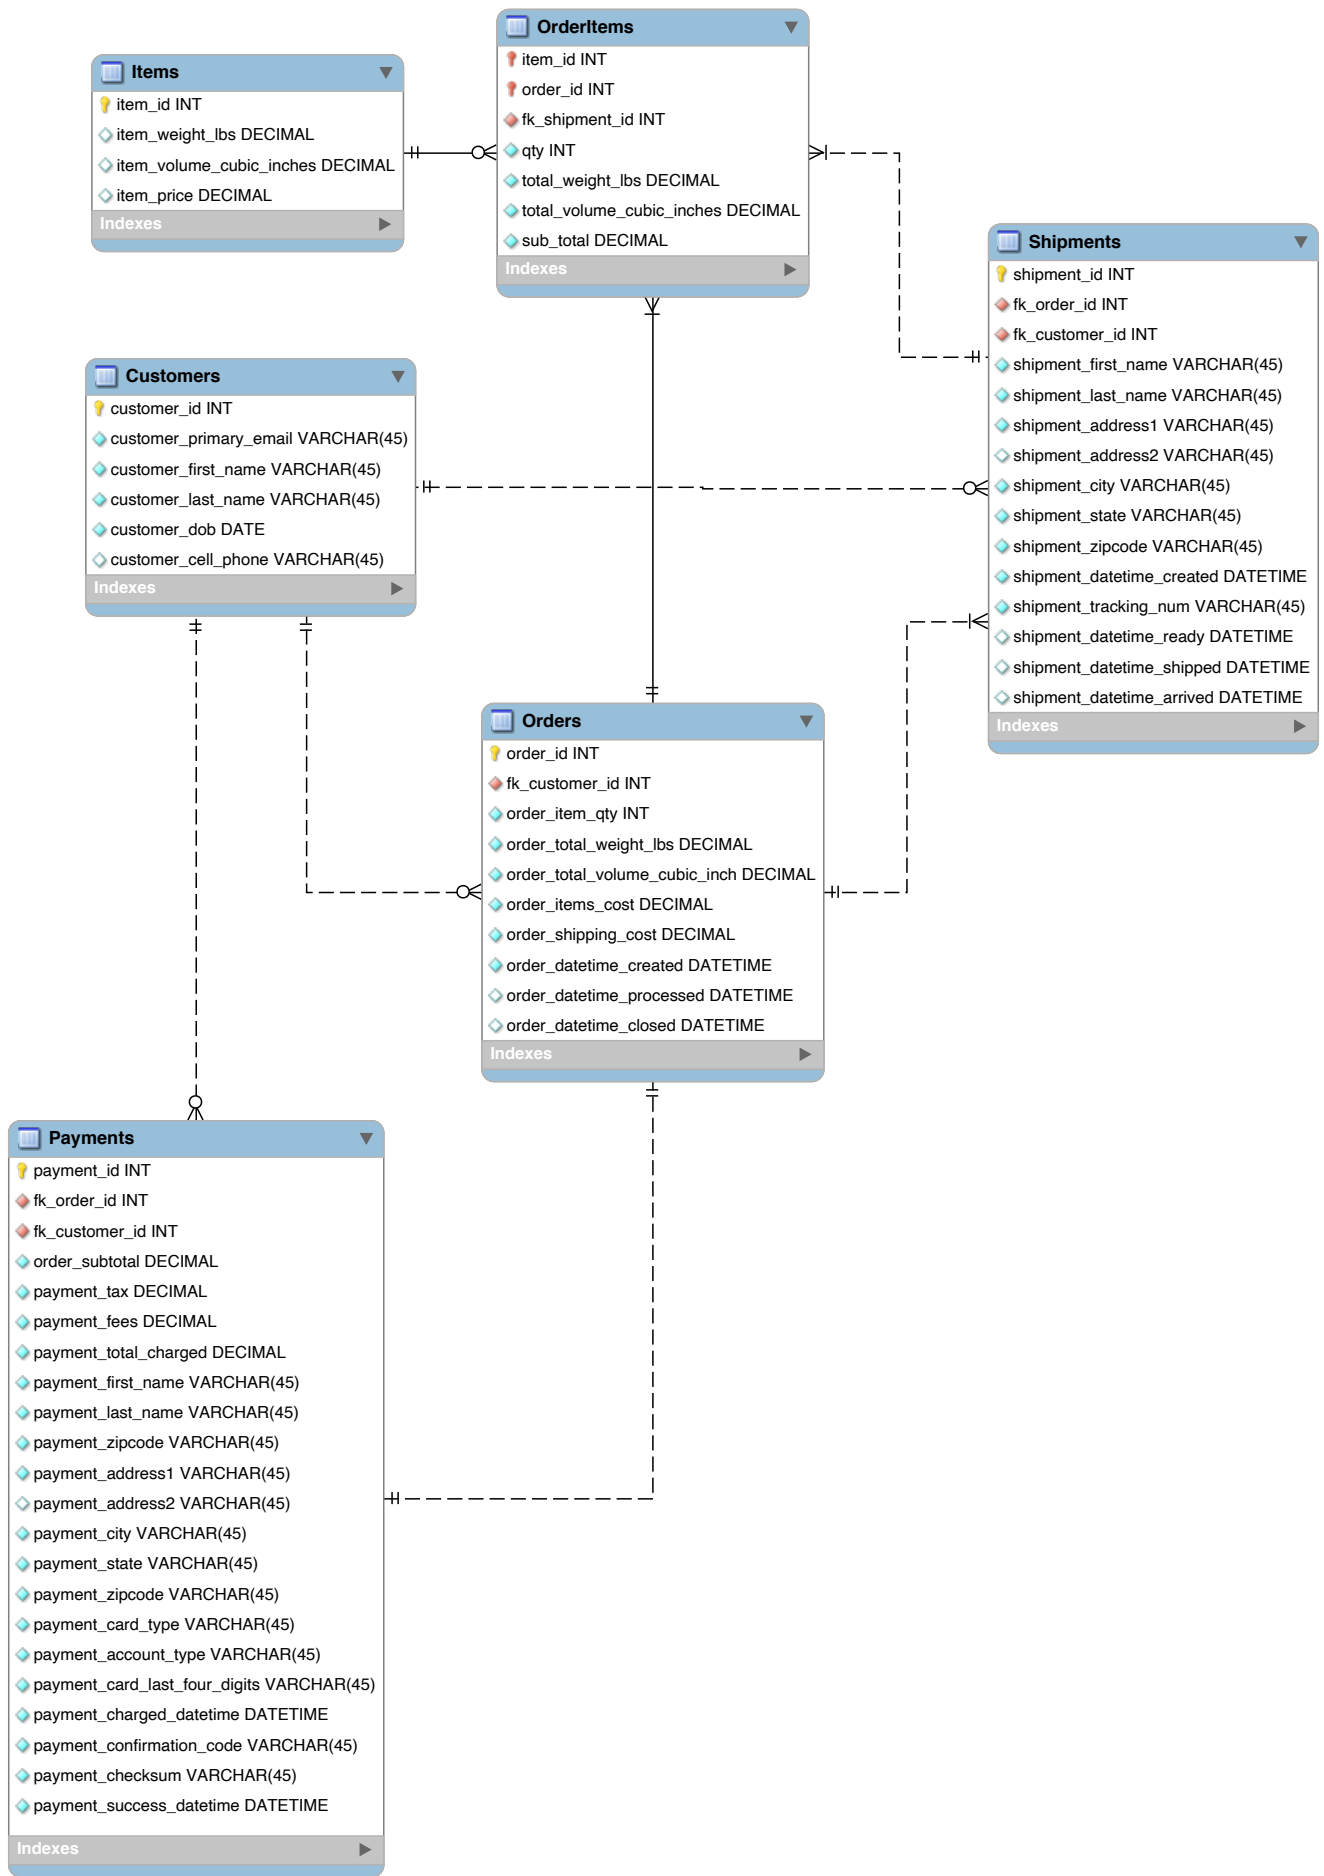 Items
item_id INT
item_weight_lbs DECIMAL
item_volume_cubic_inches DECIMAL
item_price DECIMAL
Indexes
OrderItems
item_id INT
order_id INT
fk_shipment_id INT
qty INT
total_weight_lbs DECIMAL
total_volume_cubic_inches DECIMAL
sub_total DECIMAL
Indexes
Shipments
shipment_id INT
fk_order_id INT
fk_customer_id INT
shipment_first_name VARCHAR(45)
shipment_last_name VARCHAR(45)
shipment_address1 VARCHAR(45)
shipment_address2 VARCHAR(45)
shipment_city VARCHAR(45)
shipment_state VARCHAR(45)
shipment_zipcode VARCHAR(45)
shipment_datetime_created DATETIME
shipment_tracking_num VARCHAR(45)
shipment_datetime_ready DATETIME
shipment_datetime_shipped DATETIME
shipment_datetime_arrived DATETIME
Indexes
Customers
customer_id INT
customer_primary_email VARCHAR(45)
customer_first_name VARCHAR(45)
customer_last_name VARCHAR(45)
customer_dob DATE
customer_cell_phone VARCHAR(45)
Indexes
Orders
order_id INT
fk_customer_id INT
order_item_qty INT
order_total_weight_lbs DECIMAL
order_total_volume_cubic_inch DECIMAL
order_items_cost DECIMAL
order_shipping_cost DECIMAL
order_datetime_created DATETIME
order_datetime_processed DATETIME
order_datetime_closed DATETIME
Indexes
Payments
payment_id INT
fk_order_id INT
fk_customer_id INT
order_subtotal DECIMAL
payment_tax DECIMAL
payment_fees DECIMAL
payment_total_charged DECIMAL
payment_first_name VARCHAR(45)
payment_last_name VARCHAR(45)
payment_zipcode VARCHAR(45)
payment_address1 VARCHAR(45)
payment_address2 VARCHAR(45)
payment_city VARCHAR(45)
payment_state VARCHAR(45)
payment_zipcode VARCHAR(45)
payment_card_type VARCHAR(45)
payment_account_type VARCHAR(45)
payment_card_last_four_digits VARCHAR(45)
payment_charged_datetime DATETIME
payment_confirmation_code VARCHAR(45)
payment_checksum VARCHAR(45)
payment_success_datetime DATETIME
Indexes